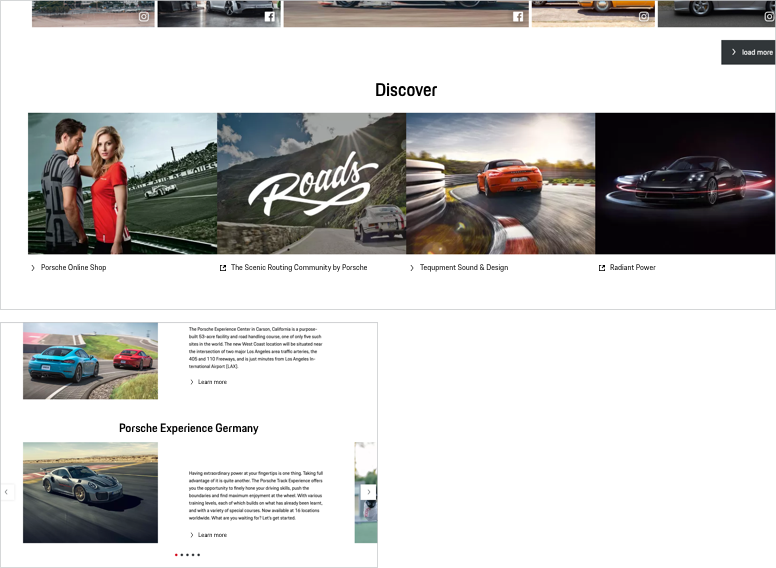 load more
Discover
Roads
Porsche Online Shop
The Scenic Routing Community by Porsche
Tequpment Sound & Design
Radiant Power
The Porsche Experience Center in Carson, California is a purpose-
built 53-acre facility and road handling course, one of only five such
sites in the world. The new West Coast location will be situated near
the intersection of two major Los Angeles area traffic arteries, the
405 and 110 Freeways, and is just minutes from Los Angeles In-
ternational Airport [LAX].
Learn more
Porsche Experience Germany
Having extraordinary power at your fingertips is one thing. Taking full
advantage of it is quite another. The Porsche Track Experience offers
you the opportunity to finely hone your driving skills, push the
boundaries and find maximum enjoyment at the wheel. With various
training levels, each of which builds on what has already been learnt,
and with a variety of special courses. Now available at 16 locations
worldwide. What are you waiting for? Let's get started.
Learn more